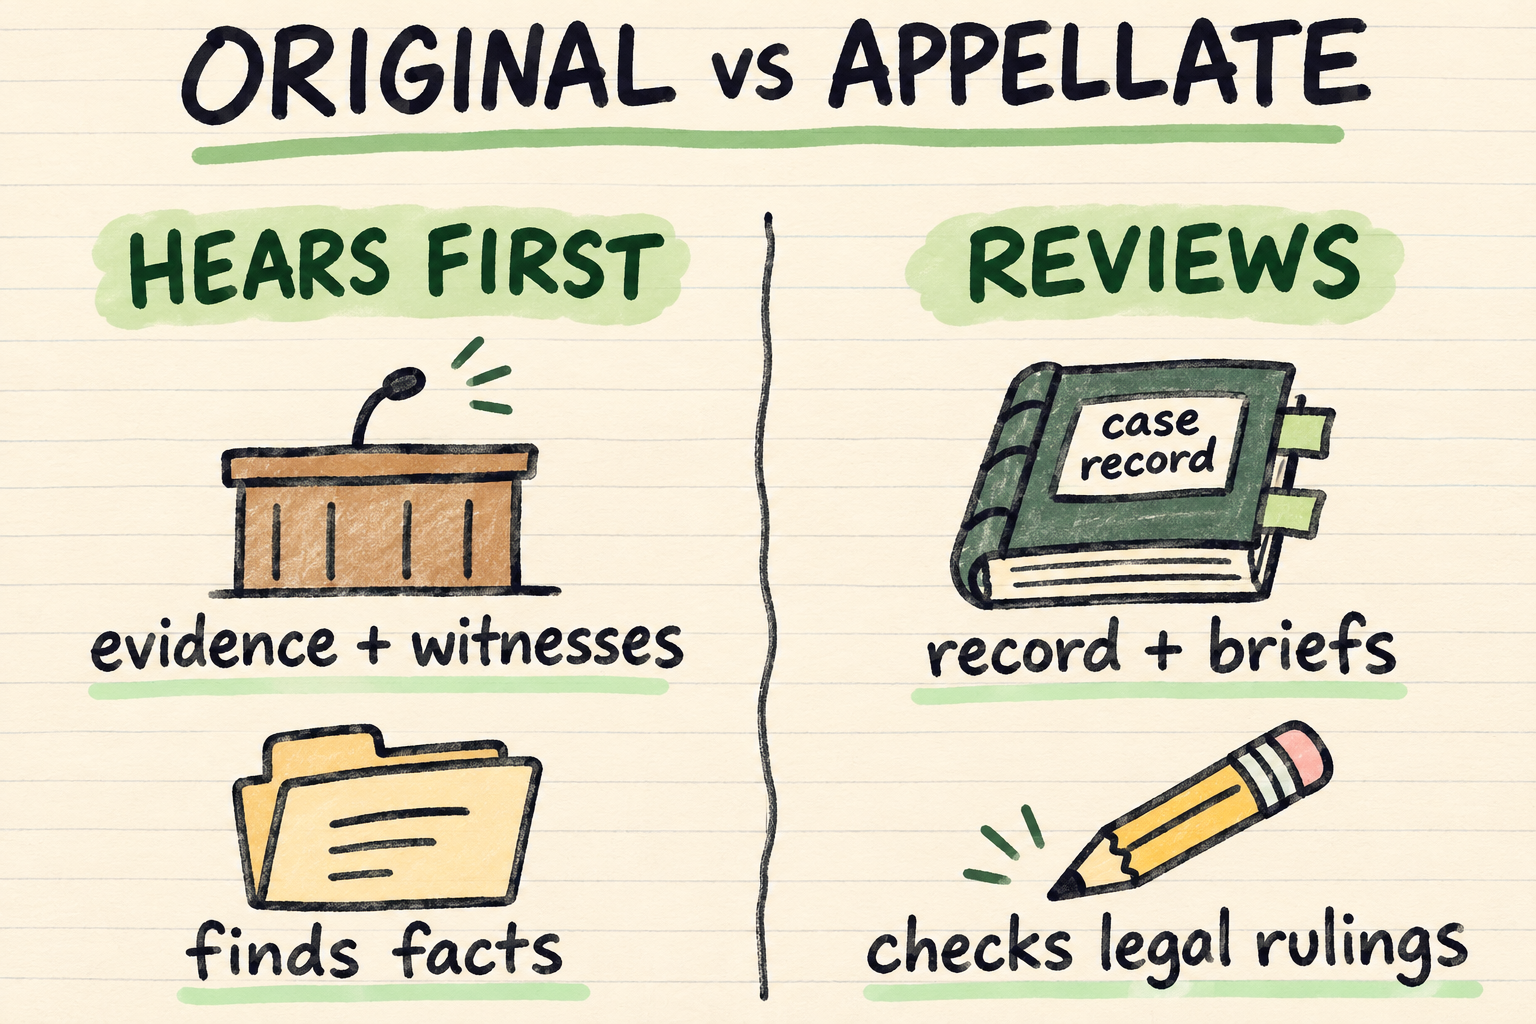 ORIGINAL vs APPELLATE
HEARS FIRST
evidence + witnesses
finds facts
REVIEWS
case
record
record + briefs
checks legal rulings